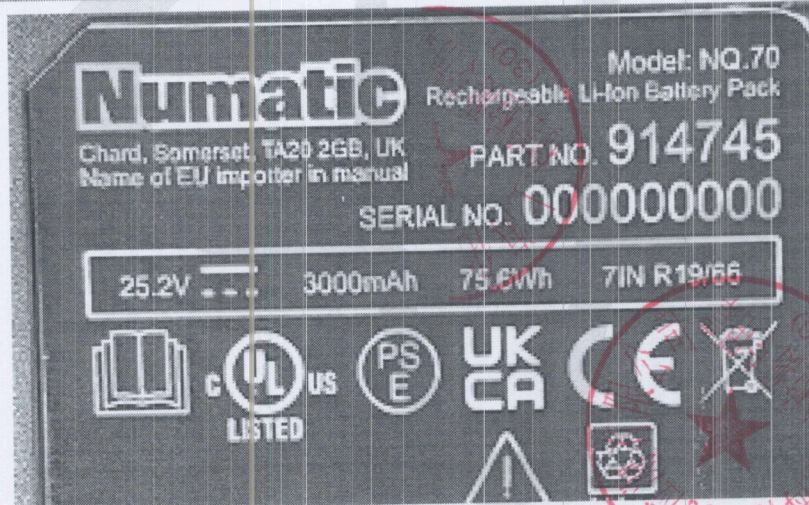 Numatic
Chard, Somerset, TA20 2GB, UK
Name of EU importer in manual
Model: NQ.70
Rechargeable Li-Ion Battery Pack
PART NO. 914745
SERIAL NO. 000000000
25.2V 3000mAh 75.6Wh 7IN R19/66
C UL US
LISTED
PS
E
UK
CA
CE